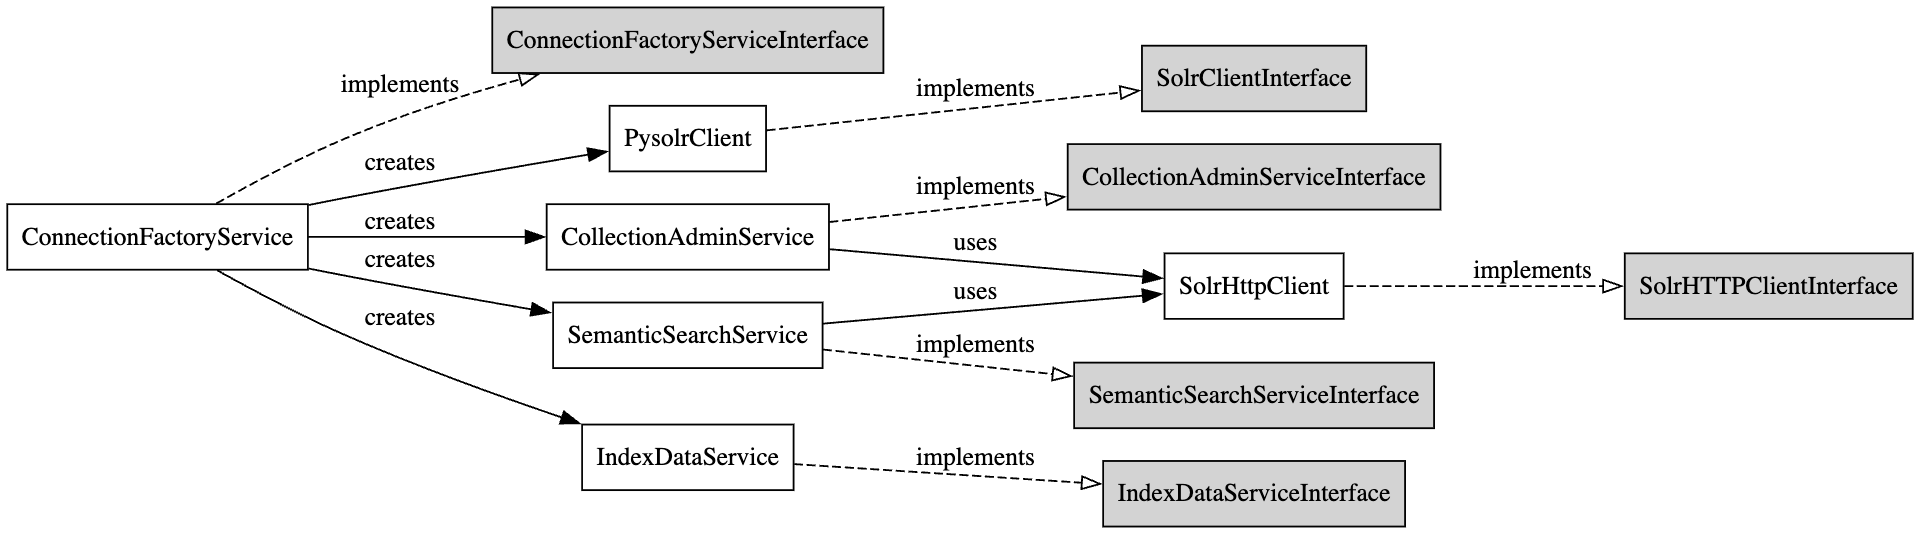 ConnectionFactoryServiceInterface
implements
SolrClientInterface
implements
PysolrClient
creates
CollectionAdminServiceInterface
implements
ConnectionFactoryService
creates
CollectionAdminService
uses
creates
SolrHttpClient
implements
SolrHTTPClientInterface
uses
creates
SemanticSearchService
implements
SemanticSearchServiceInterface
IndexDataService
implements
IndexDataServiceInterface